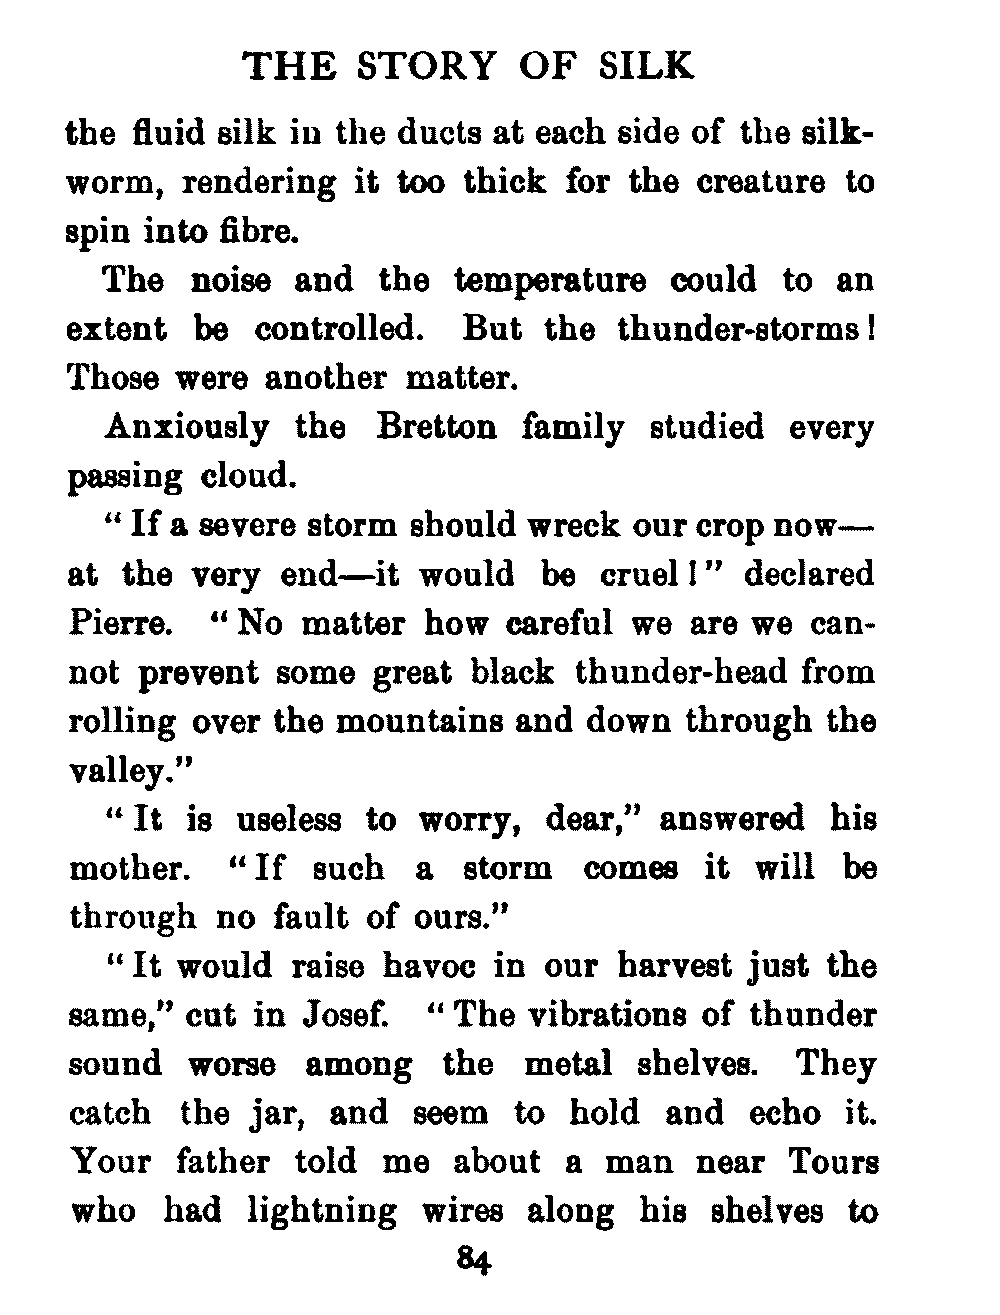 THE STORY OF SILK
the fluid silk in the ducts at each side of the silk-
worm, rendering it too thick for the creature to
spin into fibre.
The noise and the temperature could to an
extent be controlled. But the thunder-storms!
Those were another matter.
Anxiously the Bretton family studied every
passing cloud.
“If a severe storm should wreck our crop now—
at the very end—it would be cruel!” declared
Pierre. “No matter how careful we are we can-
not prevent some great black thunder-head from
rolling over the mountains and down through the
valley.”
“It is useless to worry, dear,” answered his
mother. “If such a storm comes it will be
through no fault of ours.”
“It would raise havoc in our harvest just the
same,” cut in Josef. “The vibrations of thunder
sound worse among the metal shelves. They
catch the jar, and seem to hold and echo it.
Your father told me about a man near Tours
who had lightning wires along his shelves to
84